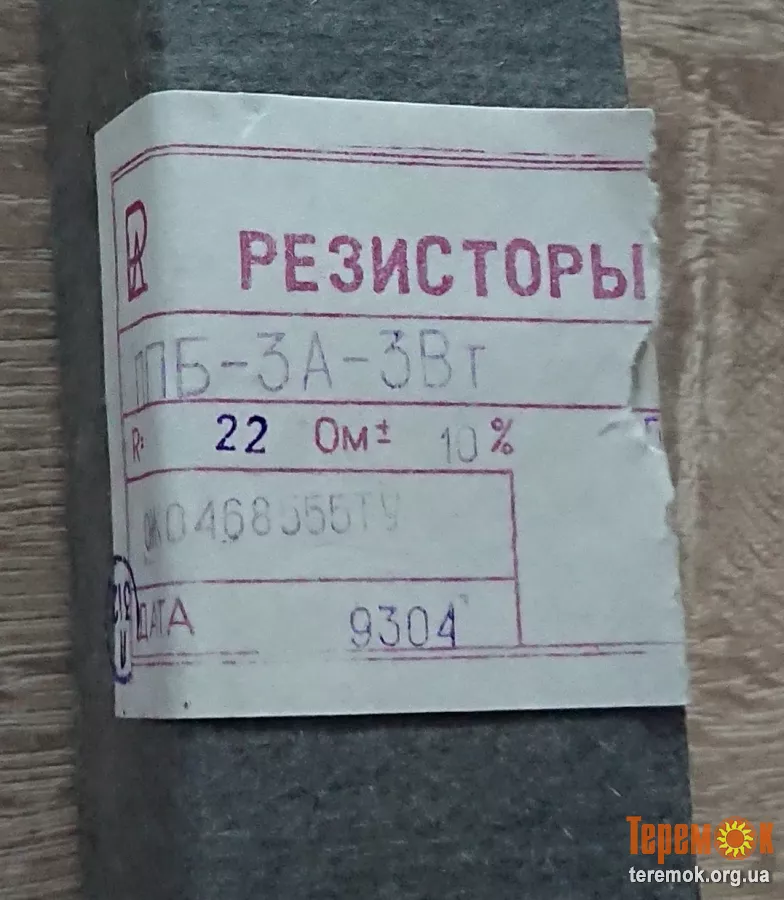 РЕЗИСТОРЫ
ППБ-3А-3Вт
R: 22 Ом± 10%
ДАТА 9304
ТеремОк
teremok.org.ua